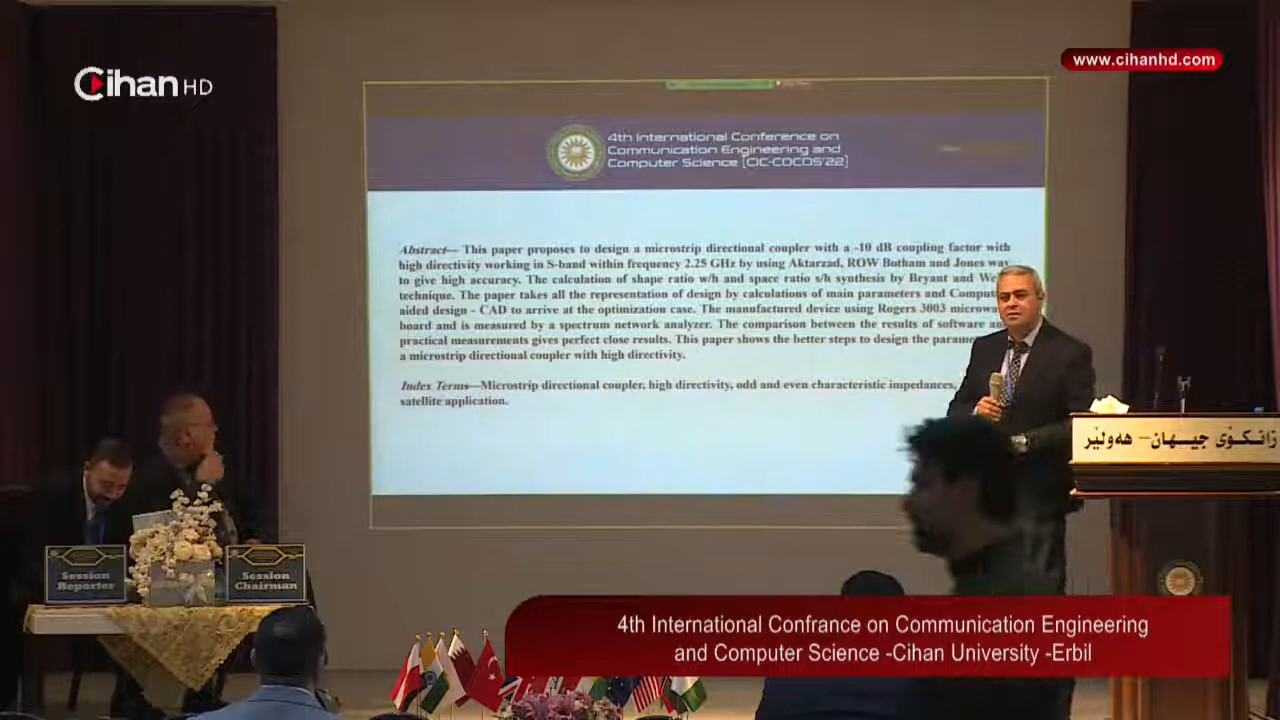 Cihan HD
www.cihanhd.com
4th International Conference on
Communication Engineering and
Computer Science (CIC-COCOS'22)
Abstract— This paper proposes to design a microstrip directional coupler with a -10 dB coupling factor with
high directivity working in S-band within frequency 2.25 GHz by using Aktarzad, ROW Botham and Jones way
to give high accuracy. The calculation of shape ratio w/h and space ratio s/h synthesis by Bryant and
technique. The paper takes all the representation of design by calculations of main parameters and
aided design - CAD to arrive at the optimization case. The manufactured device using Rogers 3003
board and is measured by a spectrum network analyzer. The comparison between the results of software
practical measurements gives perfect close results. This paper shows the better steps to design the
a microstrip directional coupler with high directivity.
Index Terms—Microstrip directional coupler, high directivity, odd and even characteristic impedances,
satellite application.
زانکۆی جیهان - هەولێر
Session
Reporter
Session
Chairman
4th International Confrance on Communication Engineering
and Computer Science -Cihan University -Erbil